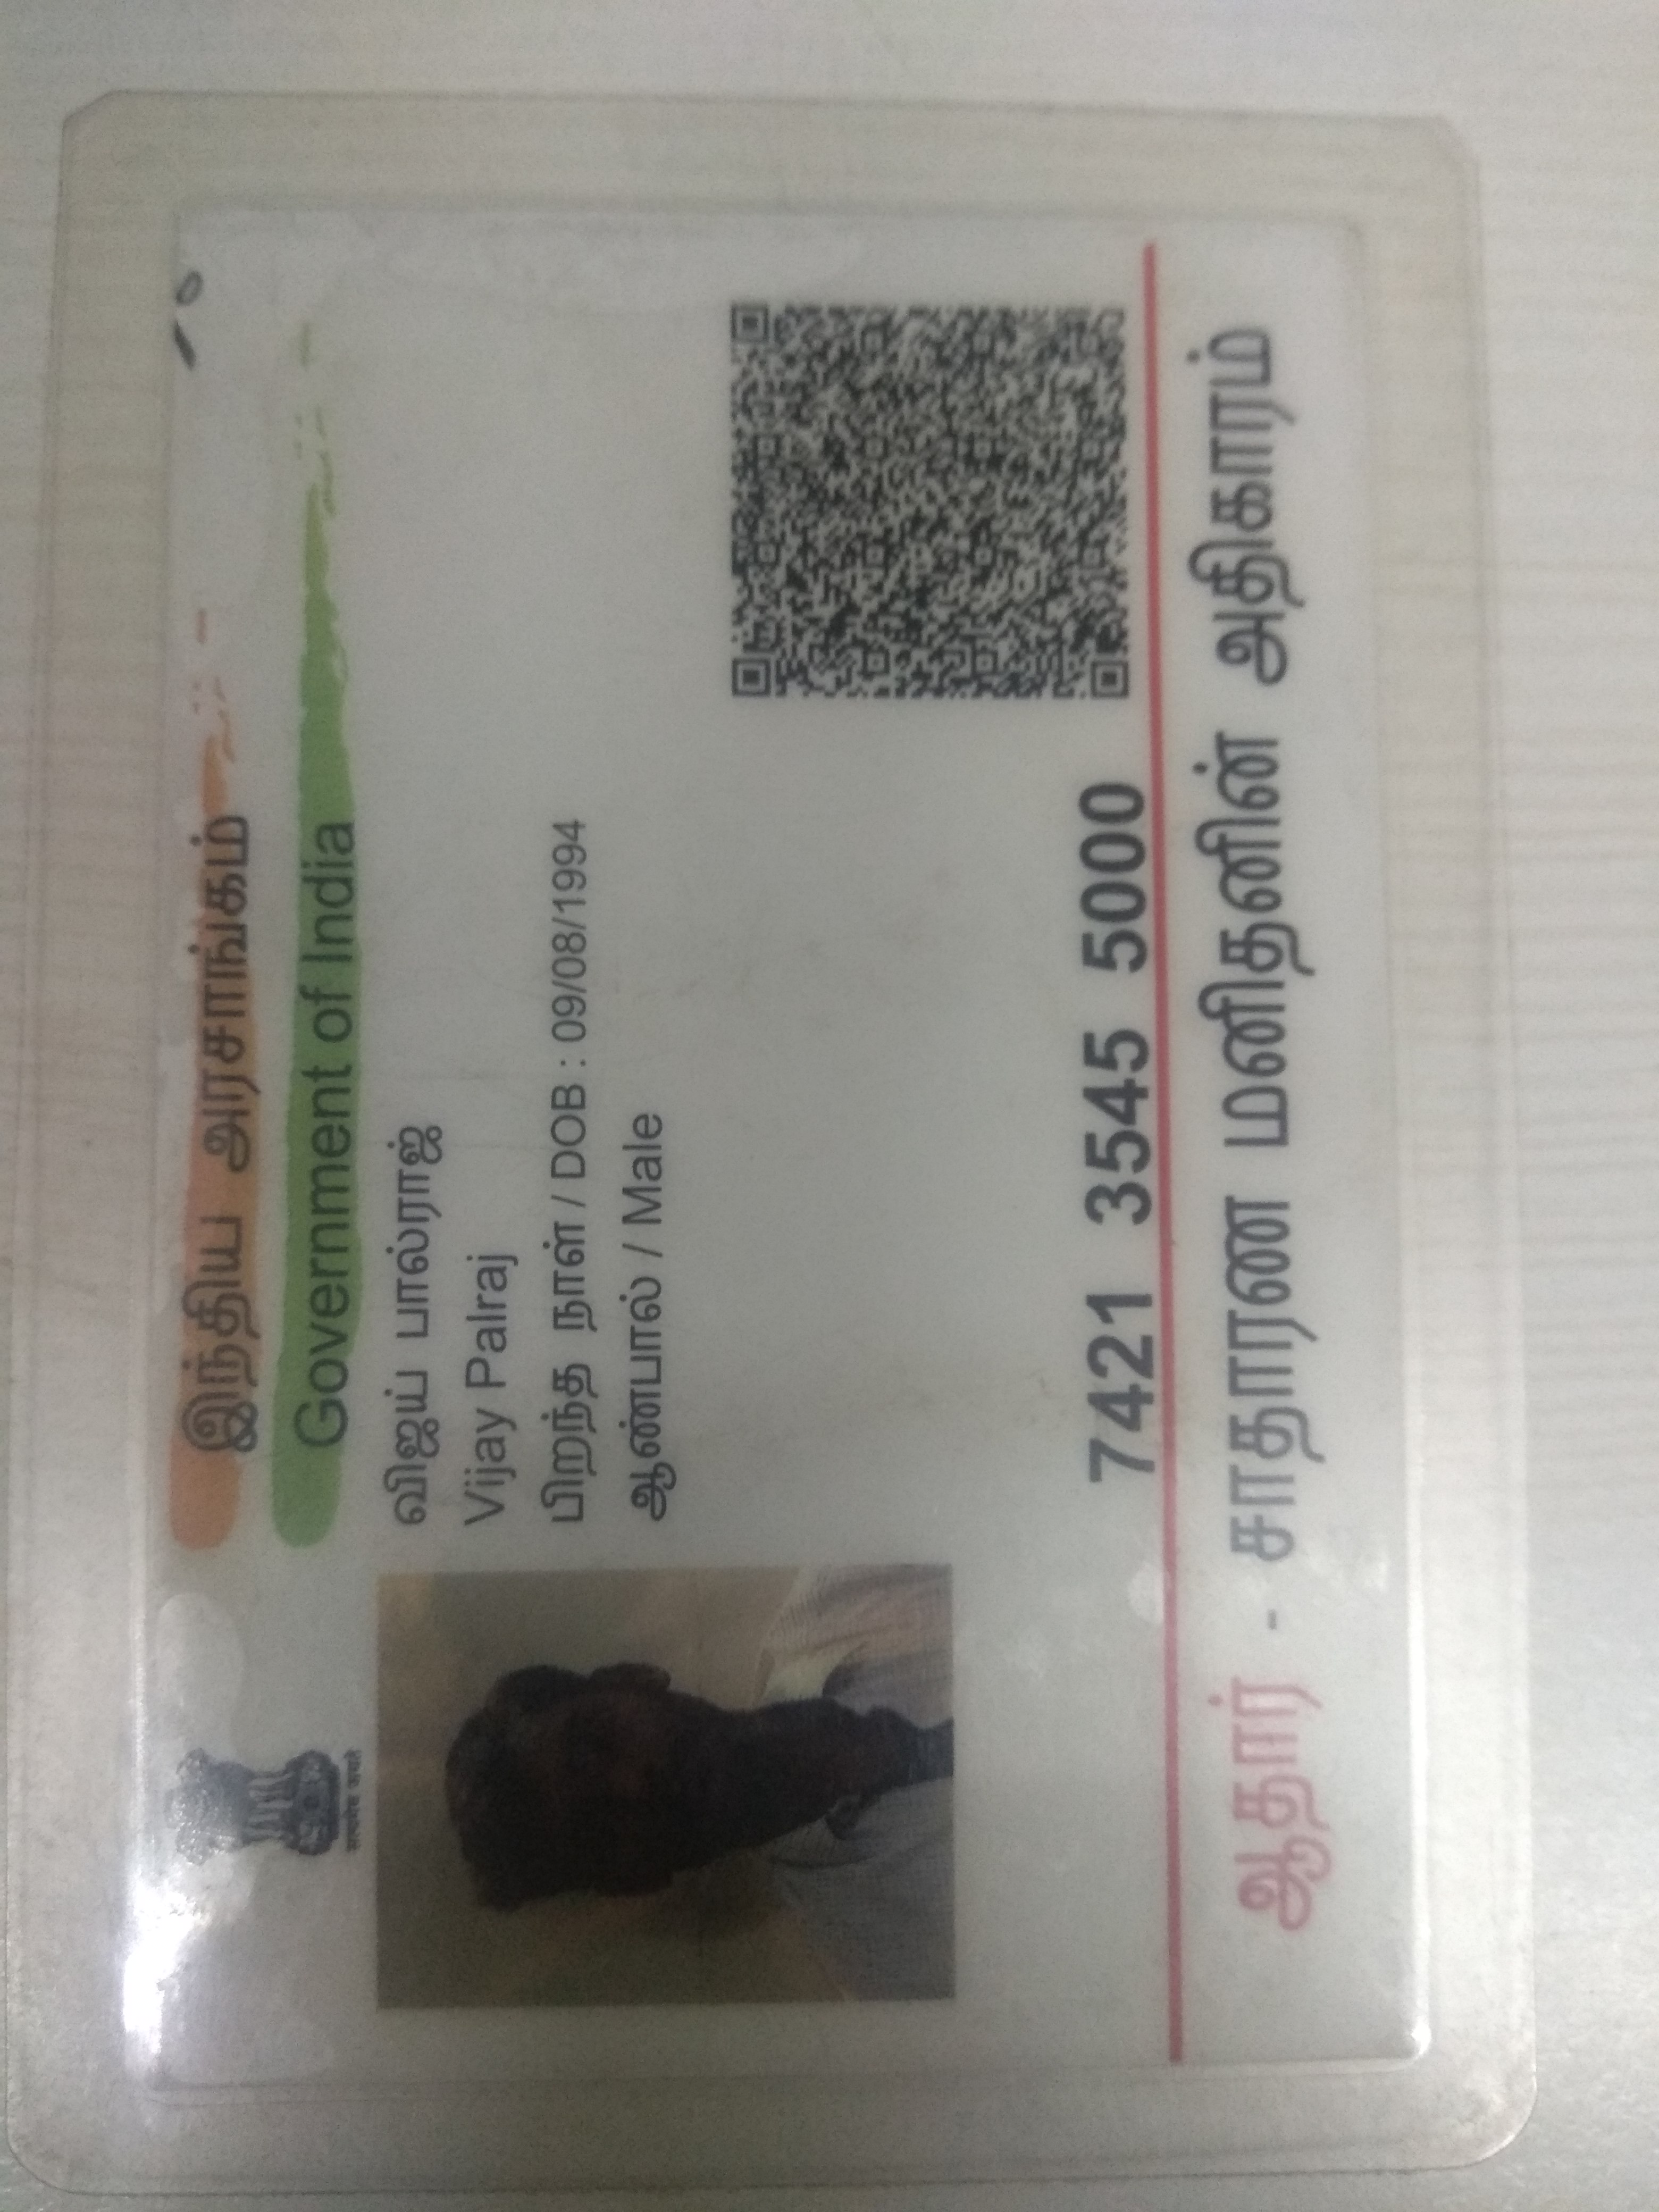 இந்திய அரசாங்கம்
Government of India
விஜய் பால்ராஜ்
Vijay Palraj
பிறந்த நாள் / DOB : 09/08/1994
ஆண்பால் / Male
7421 3545 5000
ஆதார் - சாதாரண மனிதனின் அதிகாரம்